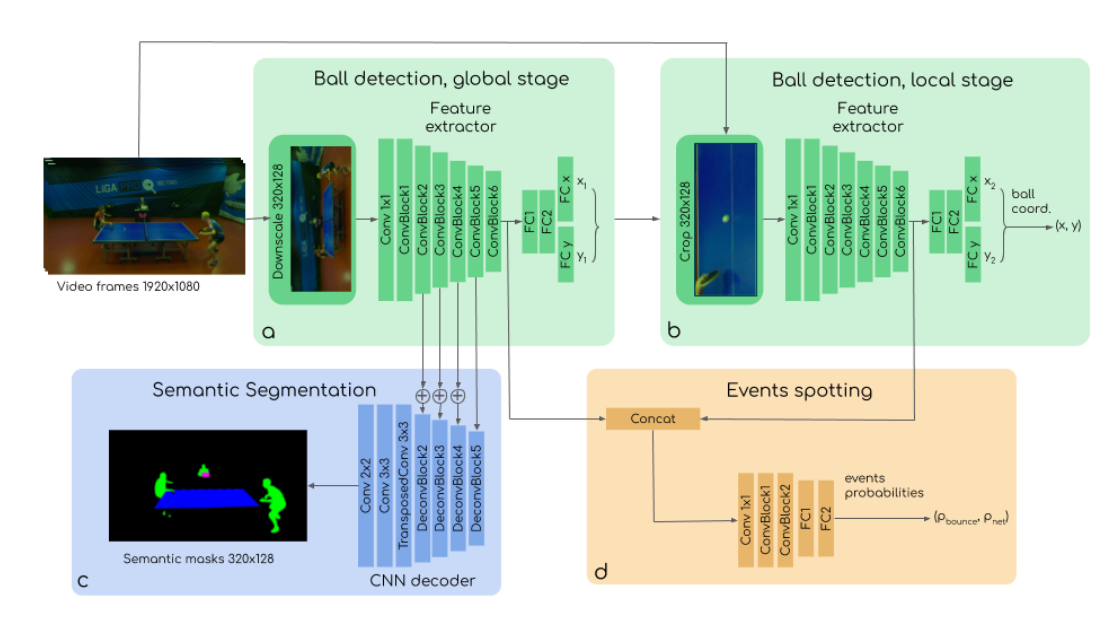 Ball detection, global stage
Feature
extractor
Downscale 320x128
Conv 1x1
ConvBlock1
ConvBlock2
ConvBlock3
ConvBlock4
ConvBlock5
ConvBlock6
FC1
FC2
FC x
x₁
FC y
y₁
a
LIGA PRO
Video frames 1920x1080
Ball detection, local stage
Feature
extractor
Crop 320x128
Conv 1x1
ConvBlock1
ConvBlock2
ConvBlock3
ConvBlock4
ConvBlock5
ConvBlock6
FC1
FC2
FC x
x₂
FC y
y₂
ball
coord.
(x, y)
b
Semantic Segmentation
Conv 2x2
Conv 3x3
TransposedConv 3x3
DeconvBlock2
DeconvBlock3
DeconvBlock4
DeconvBlock5
Semantic masks 320x128
CNN decoder
c
Events spotting
Concat
Conv 1x1
ConvBlock1
ConvBlock2
FC1
FC2
events
probabilities
(ρbounce, ρnet)
d